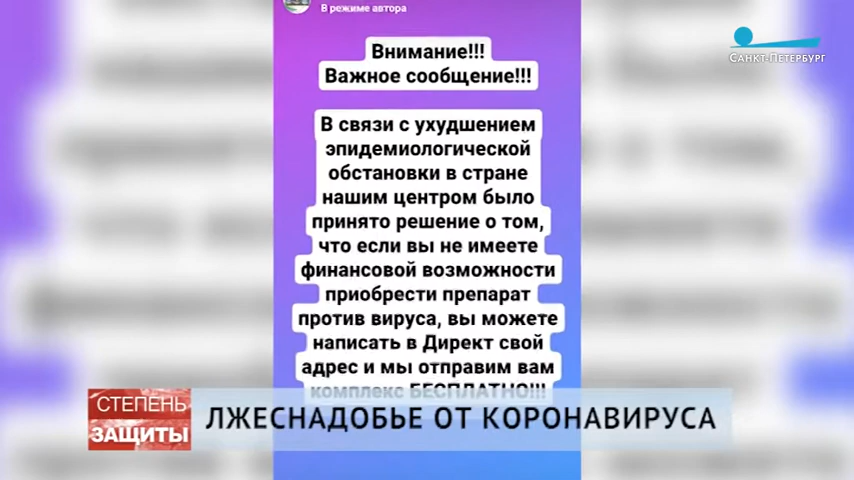 В режиме автора
Внимание!!!
Важное сообщение!!!
В связи с ухудшением
эпидемиологической
обстановки в стране
нашим центром было
принято решение о том,
что если вы не имеете
финансовой возможности
приобрести препарат
против вируса, вы можете
написать в Директ свой
адрес и мы отправим вам
комплекс БЕСПЛАТНО!!!
САНКТ-ПЕТЕРБУРГ
СТЕПЕНЬ
ЗАЩИТЫ
ЛЖЕСНАДОБЬЕ ОТ КОРОНАВИРУСА